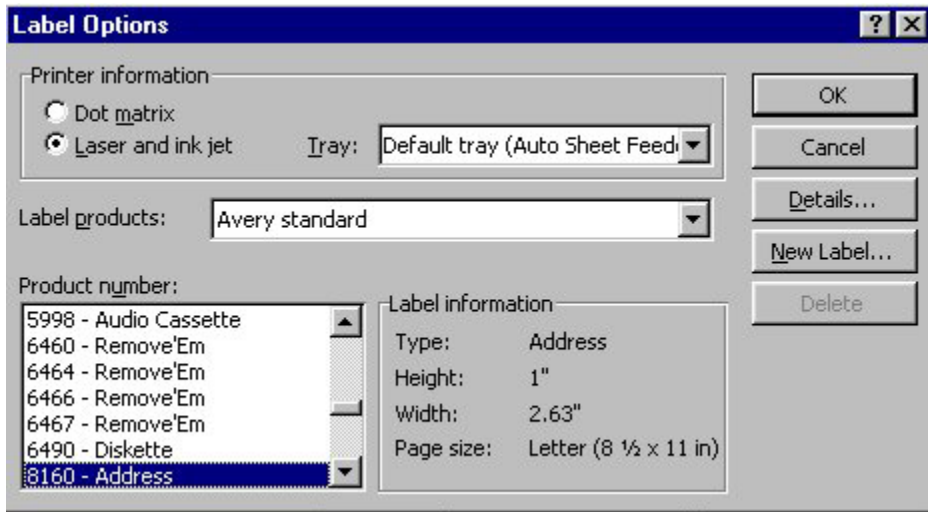 Label Options
Printer information
Dot matrix
Laser and ink jet
Tray:
Default tray (Auto Sheet Feed
Label products:
Avery standard
Product number:
5998 - Audio Cassette
6460 - Remove'Em
6464 - Remove'Em
6466 - Remove'Em
6467 - Remove'Em
6490 - Diskette
8160 - Address
Label information
Type: Address
Height: 1"
Width: 2.63"
Page size: Letter (8 ½ x 11 in)
OK
Cancel
Details...
New Label...
Delete